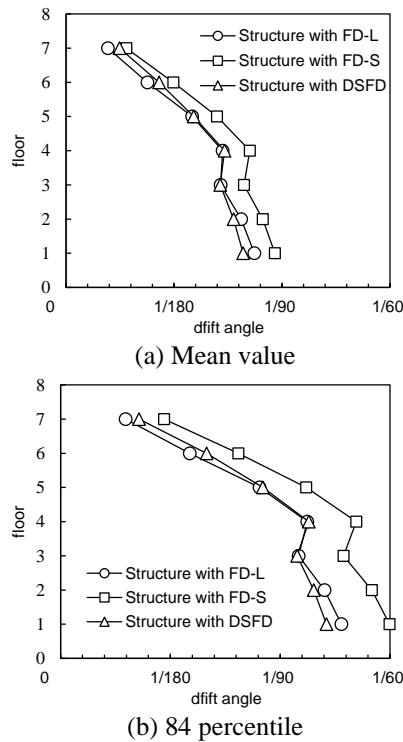 8
7
6
5
4
3
2
1
0
floor
Structure with FD-L
Structure with FD-S
Structure with DSFD
0 1/180 1/90 1/60
dfift angle
(a) Mean value
8
7
6
5
4
3
2
1
0
floor
Structure with FD-L
Structure with FD-S
Structure with DSFD
0 1/180 1/90 1/60
dfift angle
(b) 84 percentile